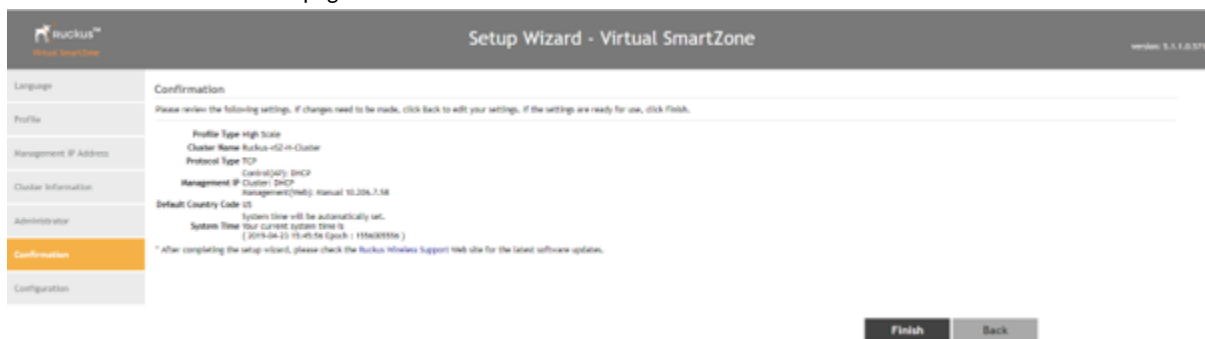 Ruckus™
Virtual SmartZone
Setup Wizard - Virtual SmartZone
version: 5.1.1.0.579
Language
Profile
Management IP Address
Cluster Information
Administrator
Confirmation
Configuration
Confirmation
Please review the following settings. If changes need to be made, click Back to edit your settings. If the settings are ready for use, click Finish.
Profile Type High Scale
Cluster Name Ruckus-vSZ-H-Cluster
Protocol Type TCP
Control(AP): DHCP
Management IP Cluster: DHCP
Management(Web): Manual 10.206.7.58
Default Country Code US
System time will be automatically set.
System Time Your current system time is
( 2019-04-23 15:45:56 Epoch : 1556005556 )
* After completing the setup wizard, please check the Ruckus Wireless Support Web site for the latest software updates.
Finish
Back